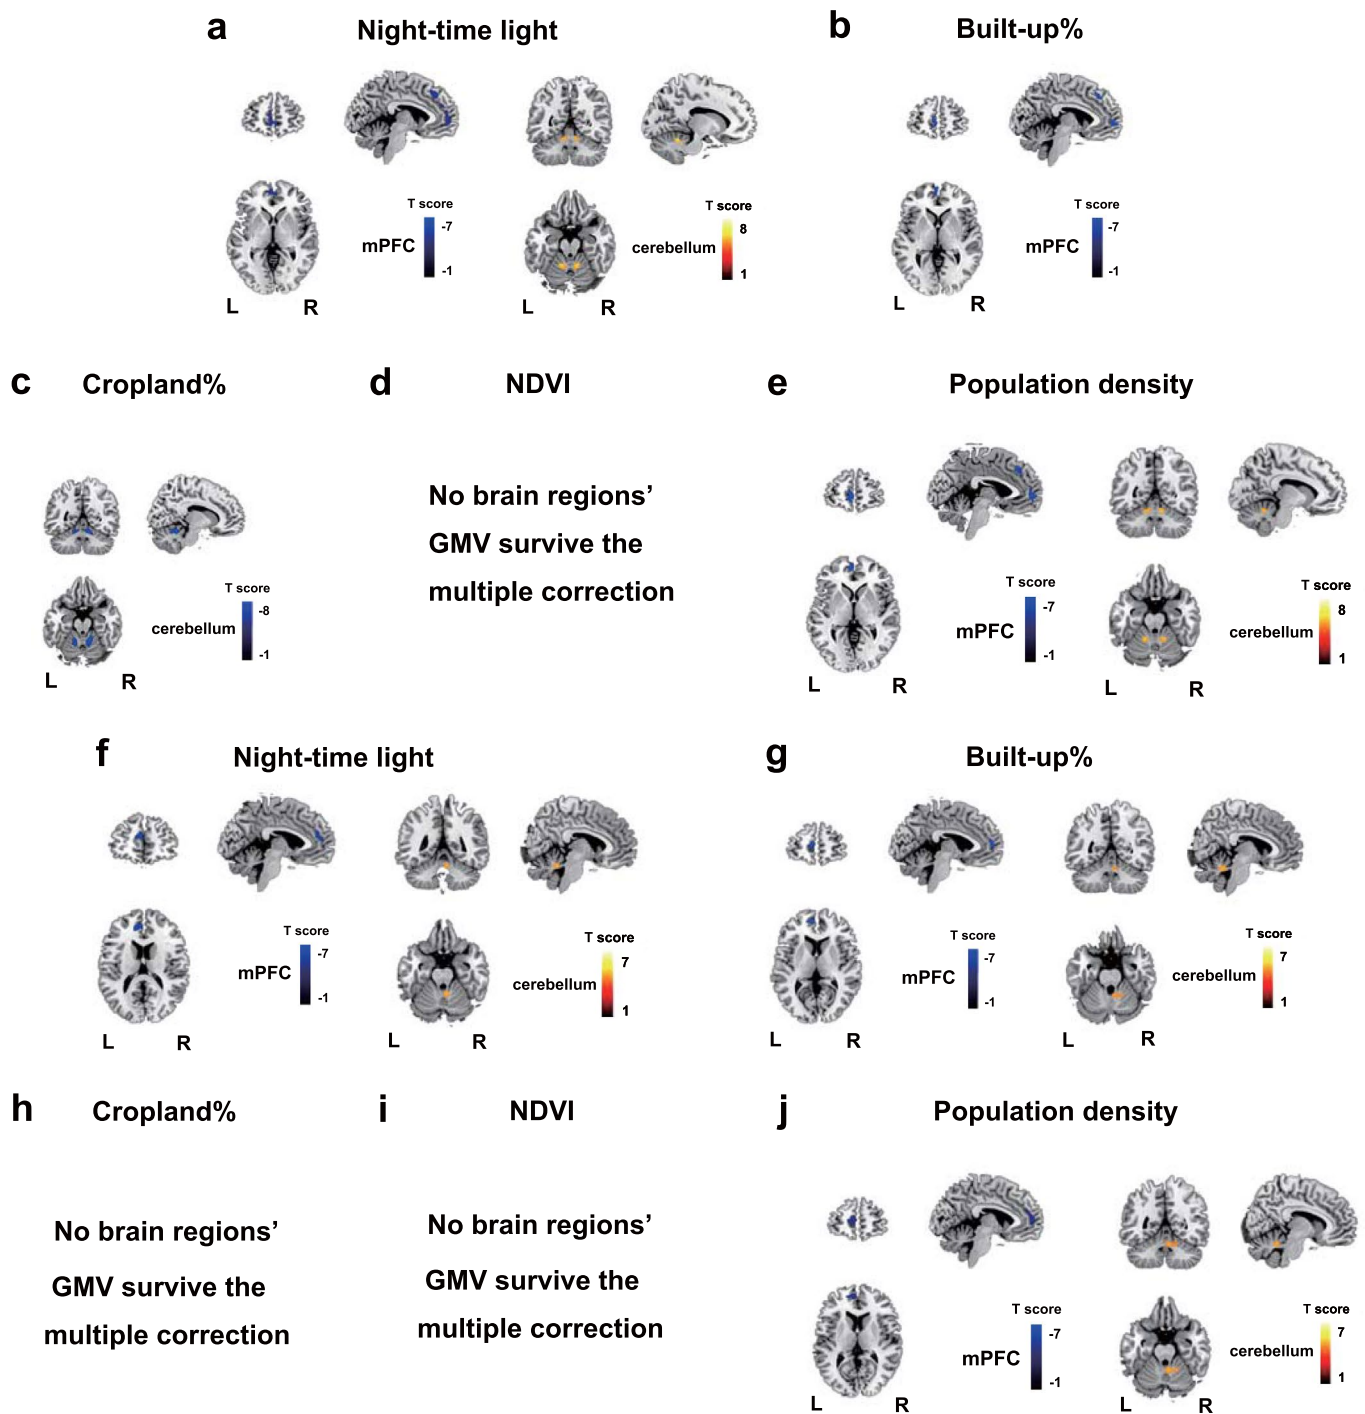 a Night-time light
b Built-up%
T score
-7
mPFC
-1
L R
T score
8
cerebellum
1
L R
T score
-7
mPFC
-1
L R
c Cropland%
d NDVI
e Population density
T score
-8
cerebellum
-1
L R
No brain regions’
GMV survive the
multiple correction
T score
-7
mPFC
-1
L R
T score
8
cerebellum
1
L R
f Night-time light
g Built-up%
T score
-7
mPFC
-1
L R
T score
7
cerebellum
1
L R
T score
-7
mPFC
-1
L R
T score
7
cerebellum
1
L R
h Cropland%
i NDVI
j Population density
No brain regions’
GMV survive the
multiple correction
No brain regions’
GMV survive the
multiple correction
T score
-7
mPFC
-1
L R
T score
7
cerebellum
1
L R